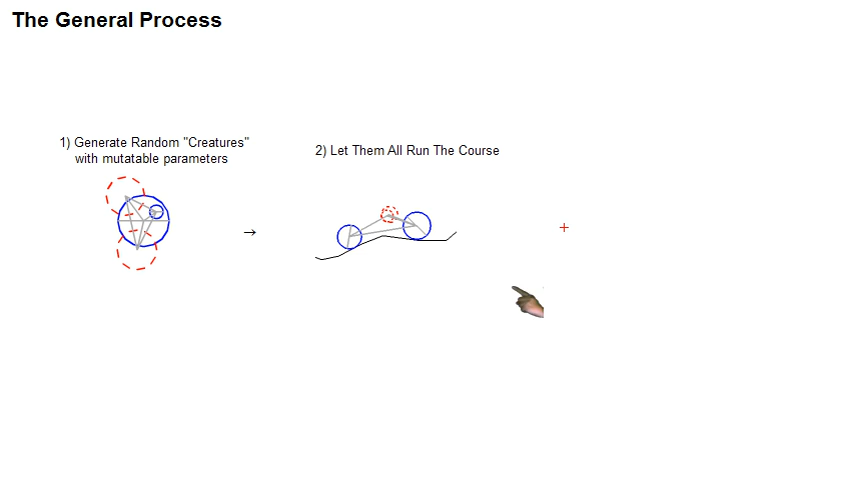 The General Process
1) Generate Random "Creatures"
with mutatable parameters
2) Let Them All Run The Course
→
+